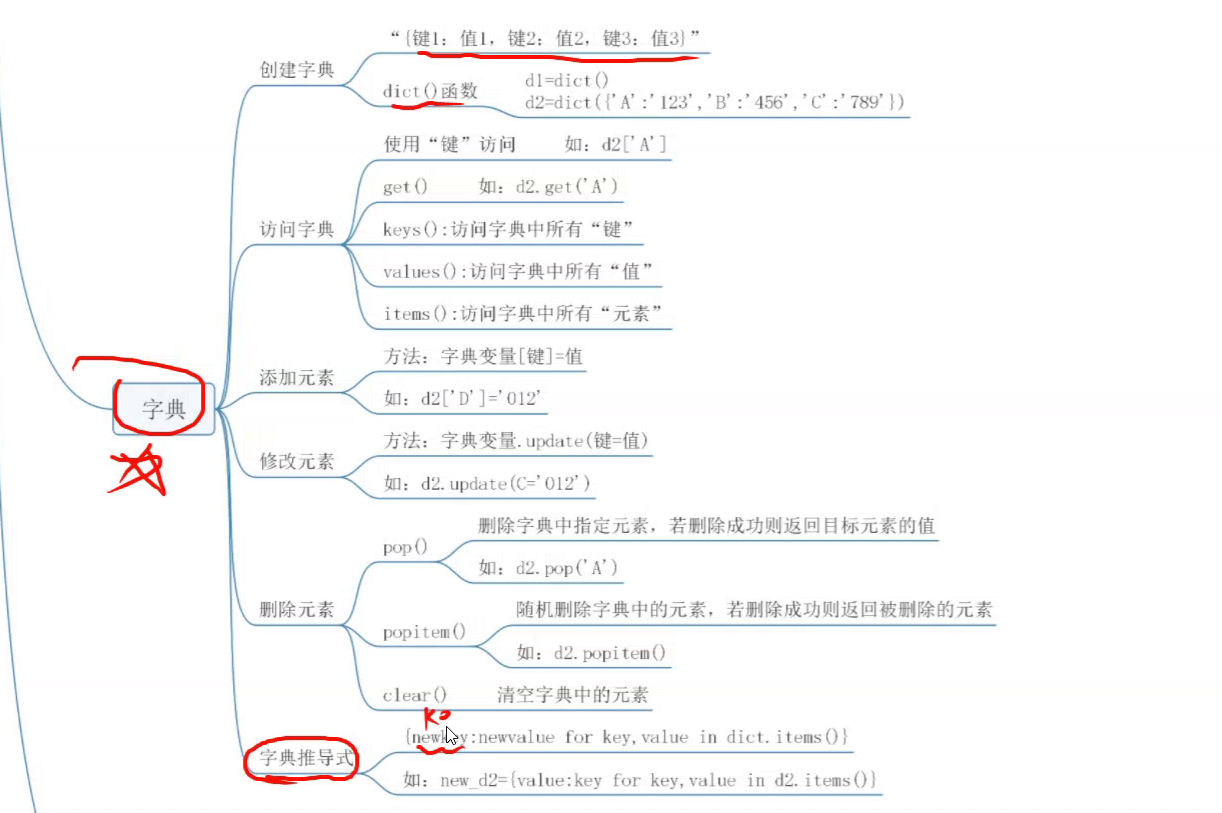 字典
创建字典
“{键1：值1，键2：值2，键3：值3}”
dict()函数
d1=dict()
d2=dict({'A':'123','B':'456','C':'789'})
访问字典
使用“键”访问 如：d2['A']
get() 如：d2.get('A')
keys():访问字典中所有“键”
values():访问字典中所有“值”
items():访问字典中所有“元素”
添加元素
方法：字典变量[键]=值
如：d2['D']='012'
修改元素
方法：字典变量.update(键=值)
如：d2.update(C='012')
删除元素
pop()
删除字典中指定元素，若删除成功则返回目标元素的值
如：d2.pop('A')
popitem()
随机删除字典中的元素，若删除成功则返回被删除的元素
如：d2.popitem()
clear() 清空字典中的元素
字典推导式
{newkey:newvalue for key,value in dict.items()}
如：new_d2={value:key for key,value in d2.items()}